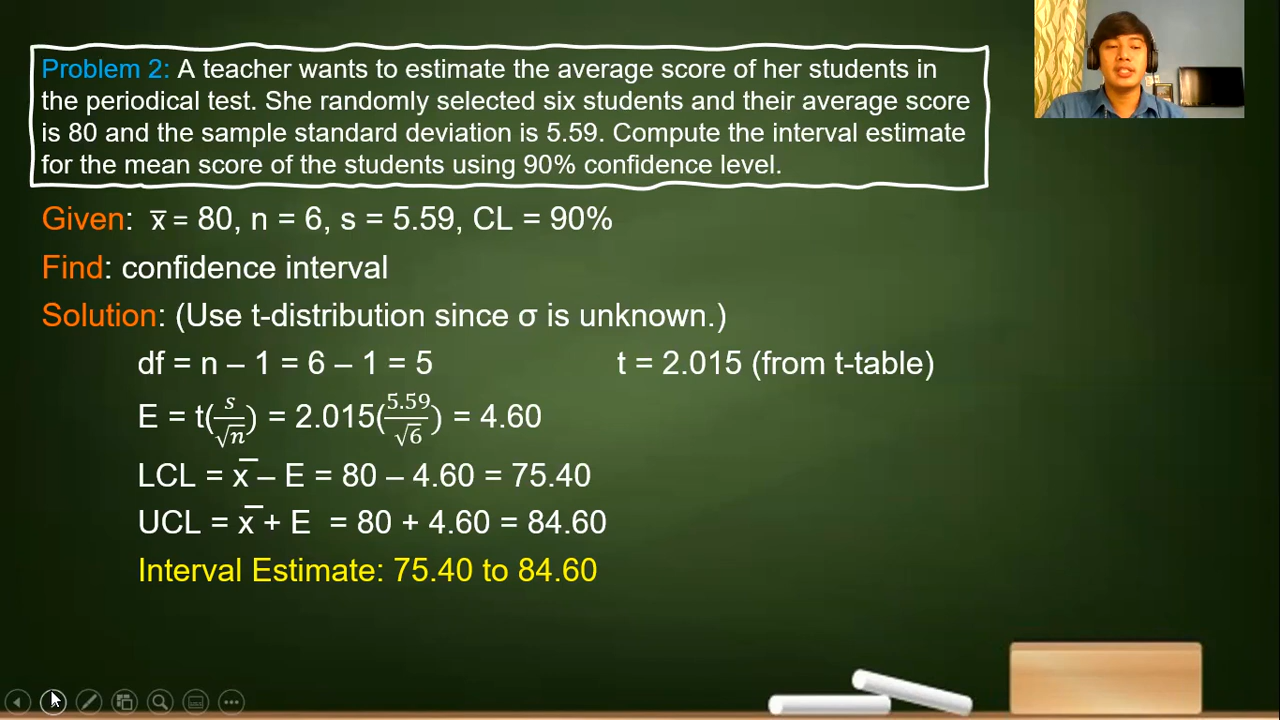 Problem 2: A teacher wants to estimate the average score of her students in
the periodical test. She randomly selected six students and their average score
is 80 and the sample standard deviation is 5.59. Compute the interval estimate
for the mean score of the students using 90% confidence level.
Given: x̅ = 80, n = 6, s = 5.59, CL = 90%
Find: confidence interval
Solution: (Use t-distribution since σ is unknown.)
df = n – 1 = 6 – 1 = 5 t = 2.015 (from t-table)
E = t(s/√n) = 2.015(5.59/√6) = 4.60
LCL = x̅ – E = 80 – 4.60 = 75.40
UCL = x̅ + E = 80 + 4.60 = 84.60
Interval Estimate: 75.40 to 84.60